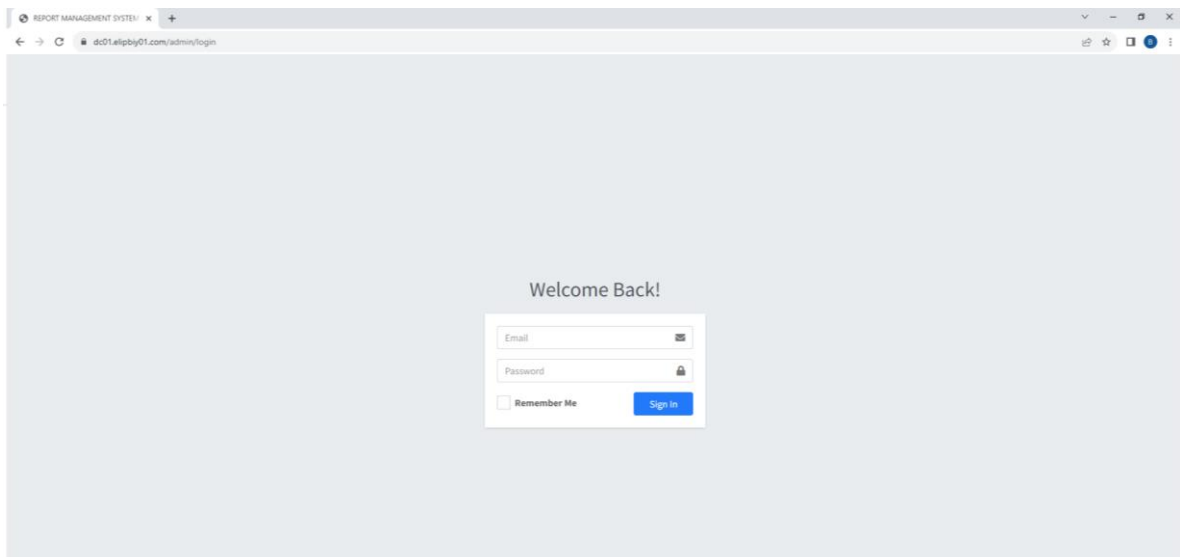 REPORT MANAGEMENT SYSTEM
dc01.elipbiy01.com/admin/login
Welcome Back!
Email
Password
Remember Me
Sign In